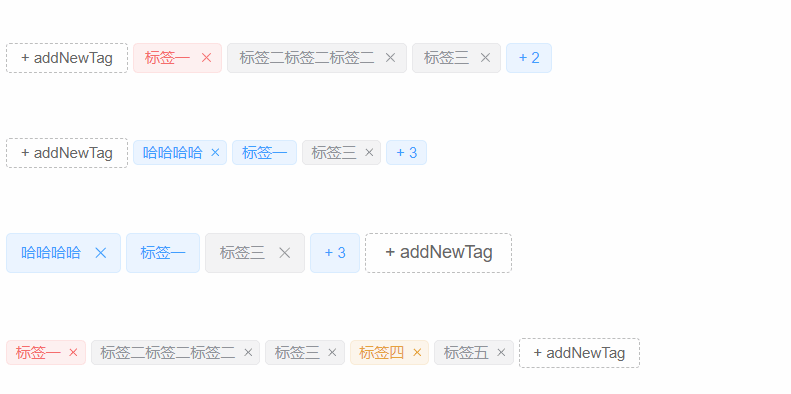 + addNewTag 标签一 × 标签二标签二标签二 × 标签三 × + 2
+ addNewTag 哈哈哈哈 × 标签一 标签三 × + 3
哈哈哈哈 × 标签一 标签三 × + 3 + addNewTag
标签一 × 标签二标签二标签二 × 标签三 × 标签四 × 标签五 × + addNewTag